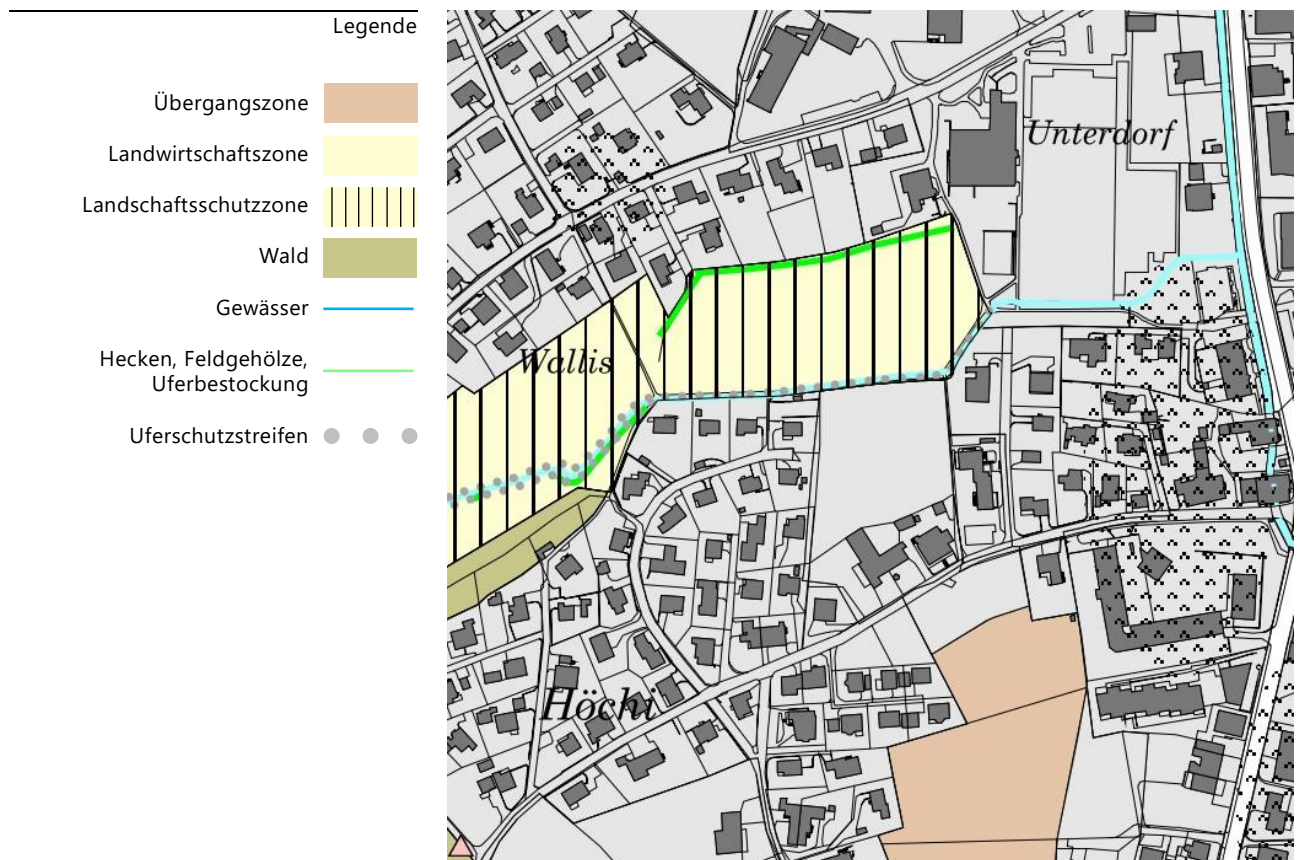 Legende
Übergangszone
Landwirtschaftszone
Landschaftsschutzzone
Wald
Gewässer
Hecken, Feldgehölze,
Uferbestockung
Uferschutzstreifen
Unterdorf
Wallis
Höchi